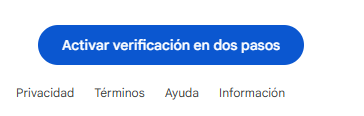 Activar verificación en dos pasos
Privacidad Términos Ayuda Información